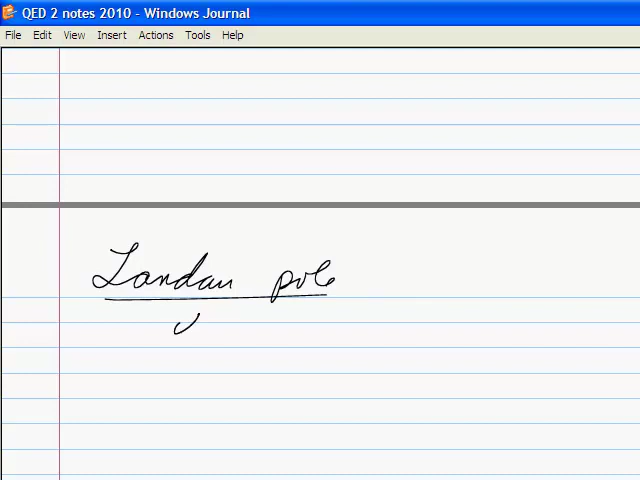 QED 2 notes 2010 - Windows Journal
File Edit View Insert Actions Tools Help
Landau pole